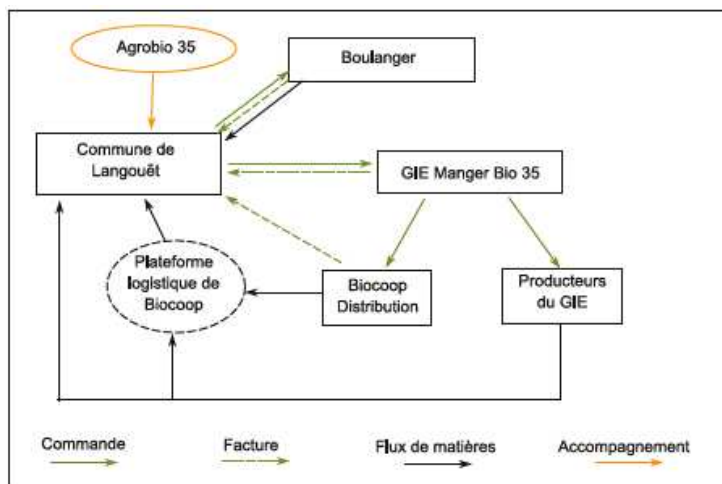 Agrobio 35
Boulanger
Commune de
Langouët
GIE Manger Bio 35
Plateforme
logistique de
Biocoop
Biocoop
Distribution
Producteurs
du GIE
Commande
Facture
Flux de matières
Accompagnement